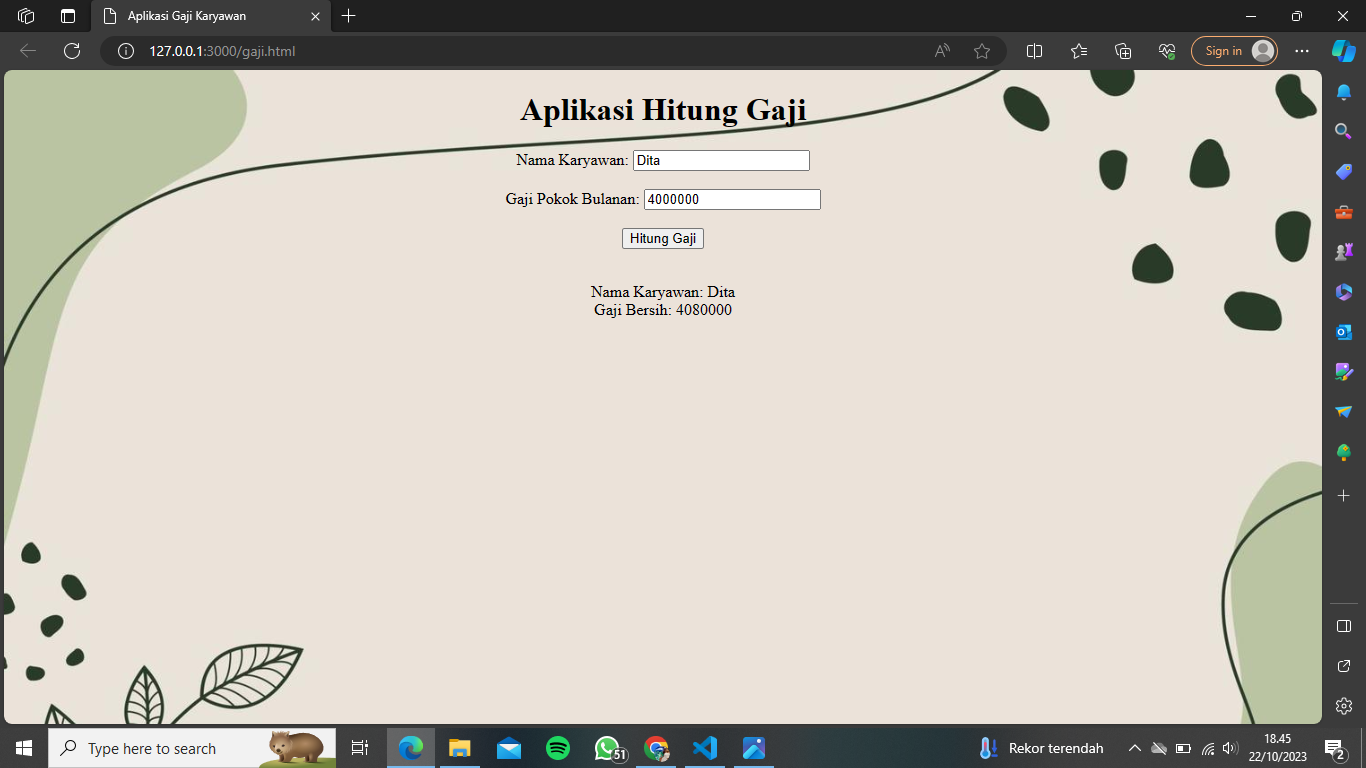 Aplikasi Gaji Karyawan
127.0.0.1:3000/gaji.html
Sign in
Aplikasi Hitung Gaji
Nama Karyawan: Dita
Gaji Pokok Bulanan: 4000000
Hitung Gaji
Nama Karyawan: Dita
Gaji Bersih: 4080000
Type here to search
51
Rekor terendah
18.45
22/10/2023
2